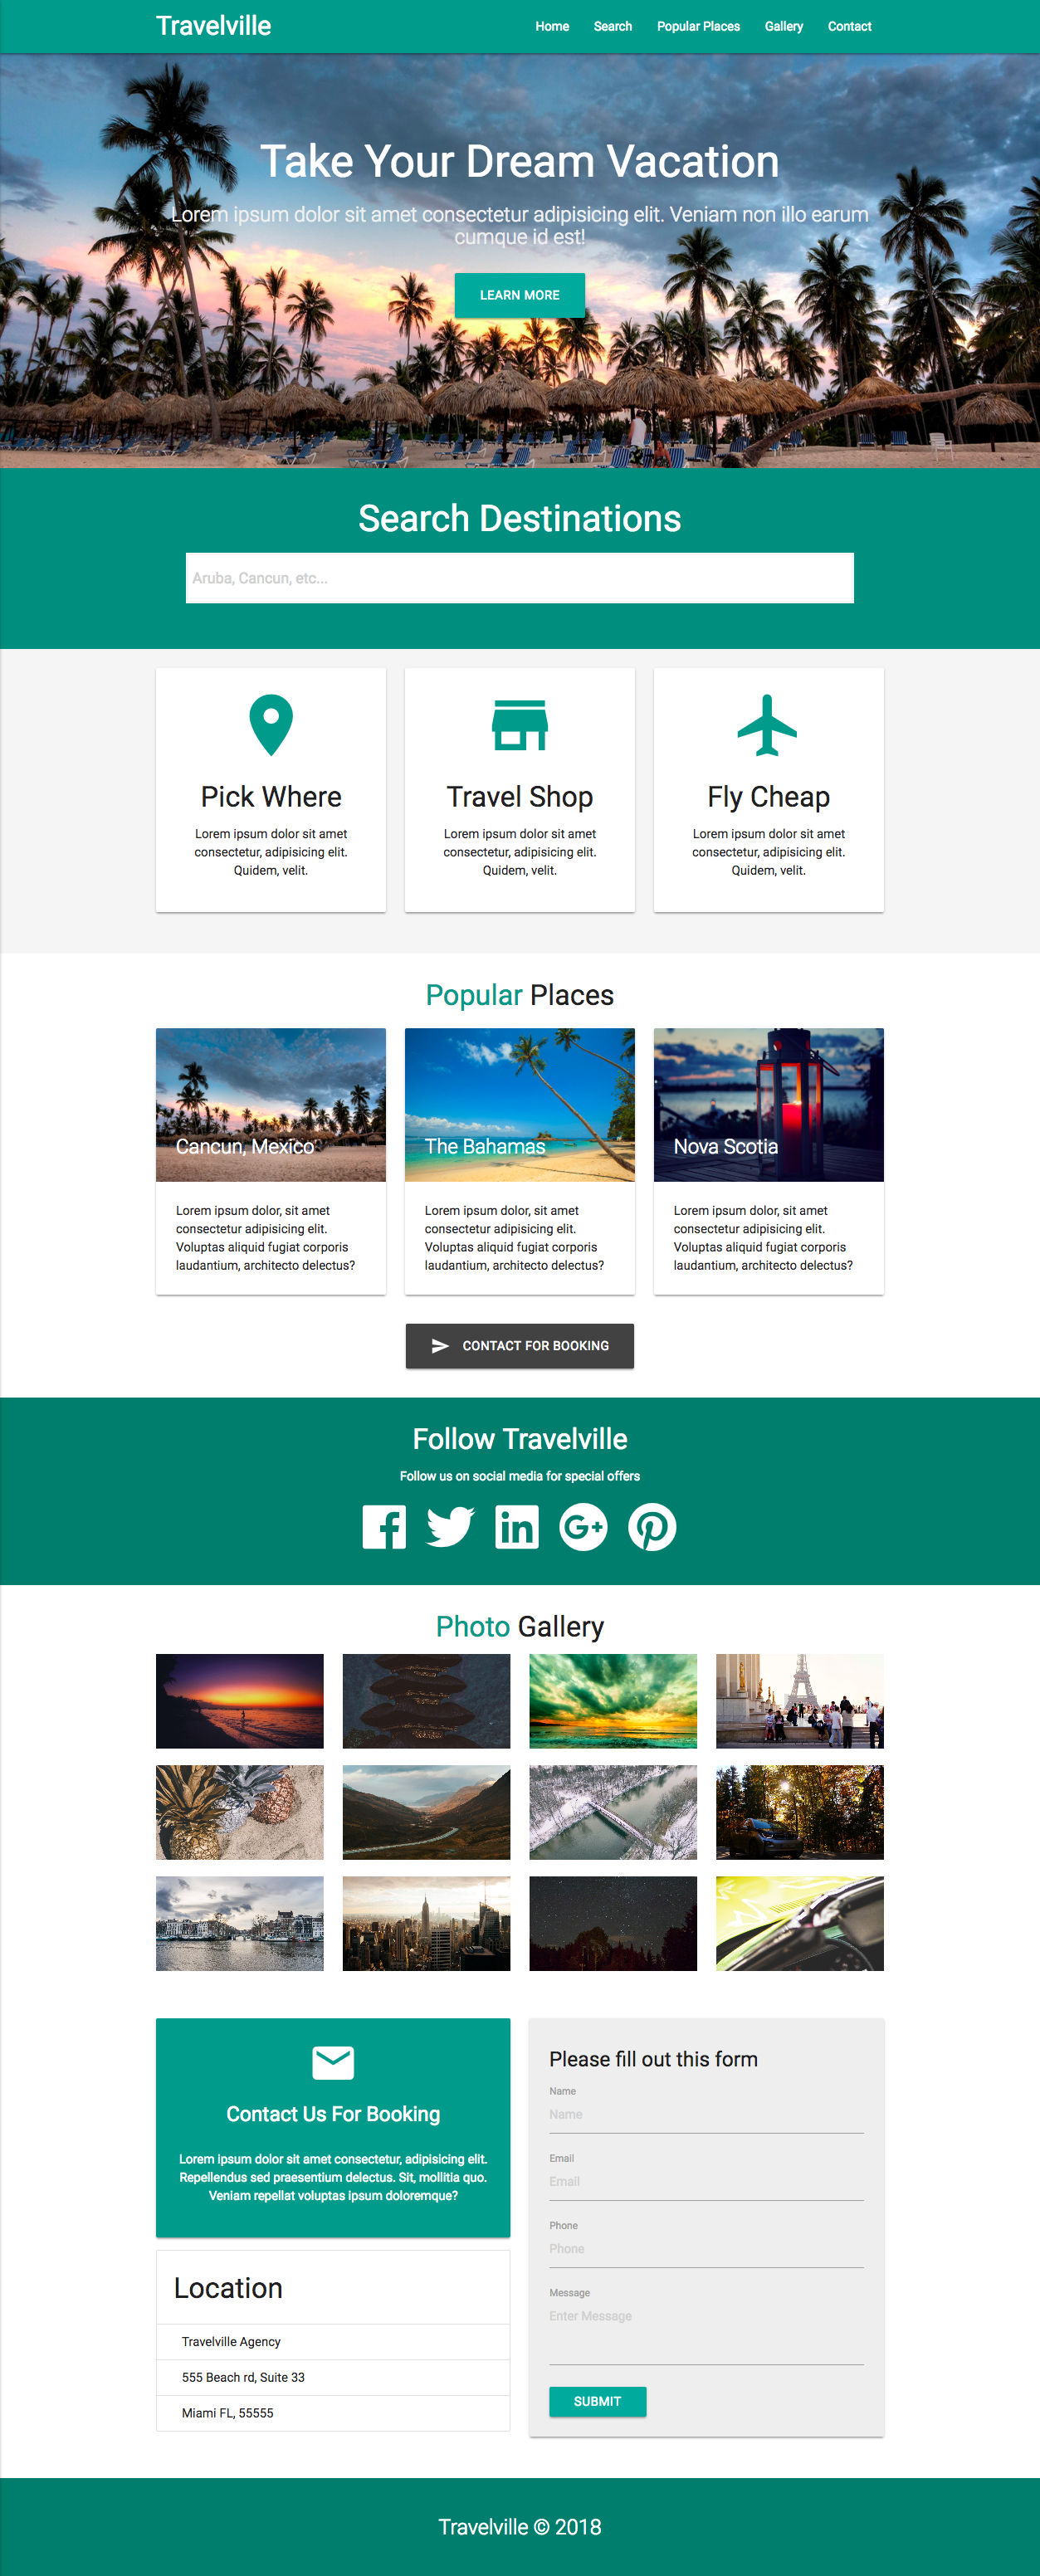 Travelville
Home Search Popular Places Gallery Contact
Take Your Dream Vacation
Lorem ipsum dolor sit amet consectetur adipisicing elit. Veniam non illo earum
cumque id est!
LEARN MORE
Search Destinations
Aruba, Cancun, etc...
Pick Where
Lorem ipsum dolor sit amet
consectetur, adipisicing elit.
Quidem, velit.
Travel Shop
Lorem ipsum dolor sit amet
consectetur, adipisicing elit.
Quidem, velit.
Fly Cheap
Lorem ipsum dolor sit amet
consectetur, adipisicing elit.
Quidem, velit.
Popular Places
Cancun, Mexico
Lorem ipsum dolor, sit amet
consectetur adipisicing elit.
Voluptas aliquid fugiat corporis
laudantium, architecto delectus?
The Bahamas
Lorem ipsum dolor, sit amet
consectetur adipisicing elit.
Voluptas aliquid fugiat corporis
laudantium, architecto delectus?
Nova Scotia
Lorem ipsum dolor, sit amet
consectetur adipisicing elit.
Voluptas aliquid fugiat corporis
laudantium, architecto delectus?
CONTACT FOR BOOKING
Follow Travelville
Follow us on social media for special offers
Photo Gallery
Contact Us For Booking
Lorem ipsum dolor sit amet consectetur, adipisicing elit.
Repellendus sed praesentium delectus. Sit, mollitia quo.
Veniam repellat voluptas ipsum doloremque?
Location
Travelville Agency
555 Beach rd, Suite 33
Miami FL, 55555
Please fill out this form
Name
Name
Email
Email
Phone
Phone
Message
Enter Message
SUBMIT
Travelville © 2018